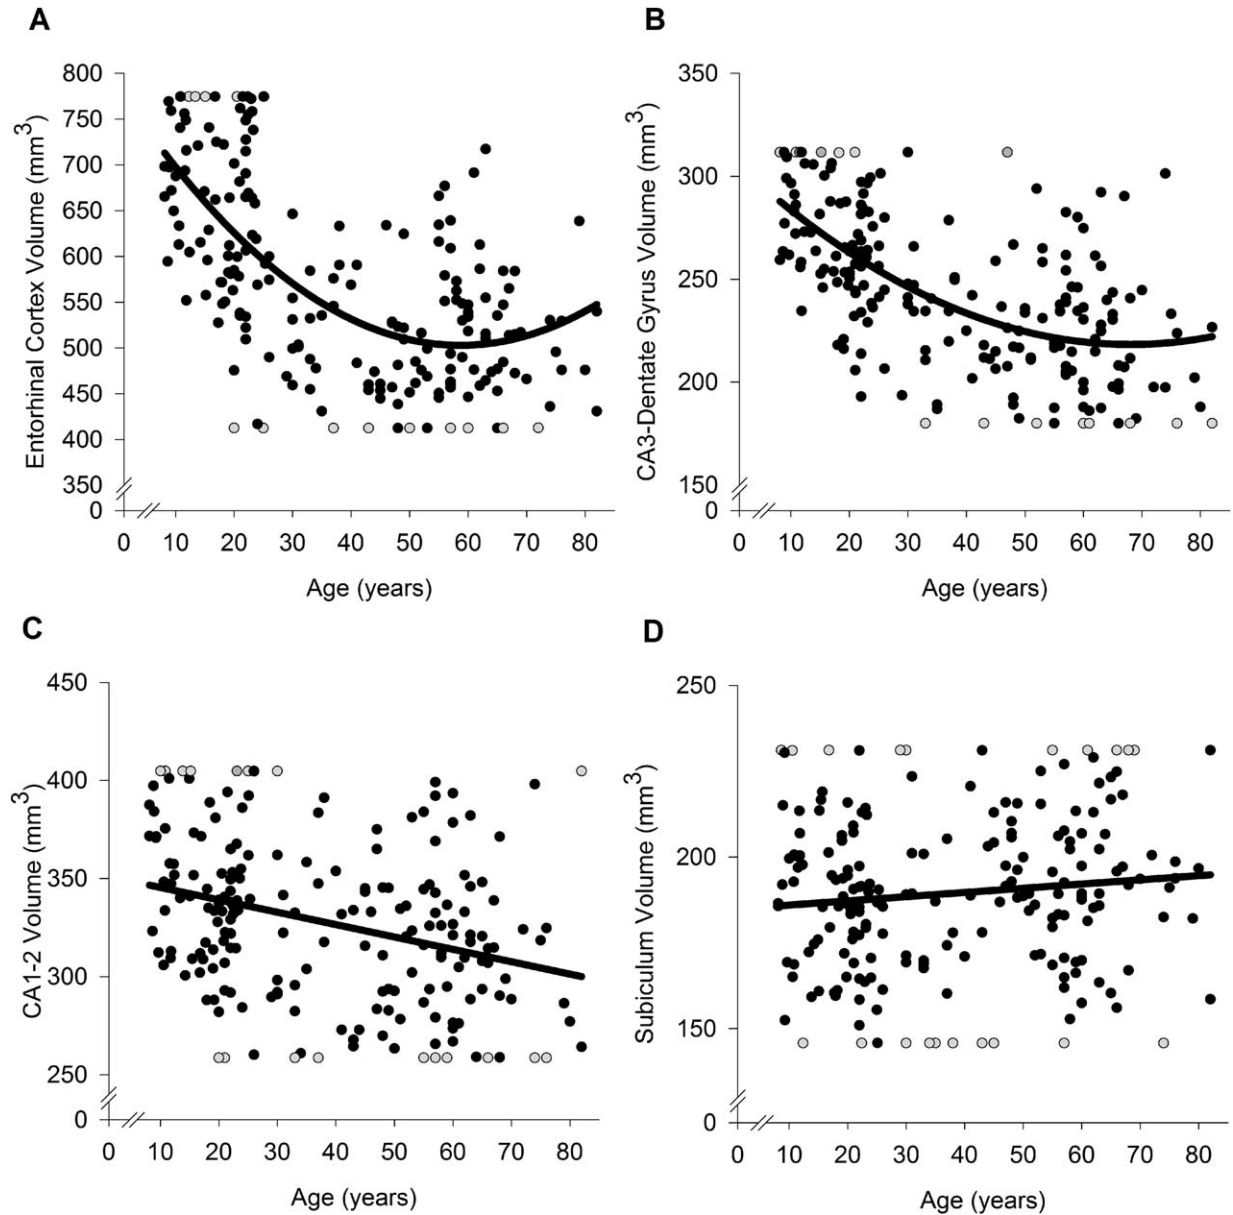 A
Entorhinal Cortex Volume (mm3)
800
750
700
650
600
550
500
450
400
350
0
0 10 20 30 40 50 60 70 80
Age (years)
B
CA3-Dentate Gyrus Volume (mm3)
350
300
250
200
150
0
0 10 20 30 40 50 60 70 80
Age (years)
C
CA1-2 Volume (mm3)
450
400
350
300
250
0
0 10 20 30 40 50 60 70 80
Age (years)
D
Subiculum Volume (mm3)
250
200
150
0
0 10 20 30 40 50 60 70 80
Age (years)